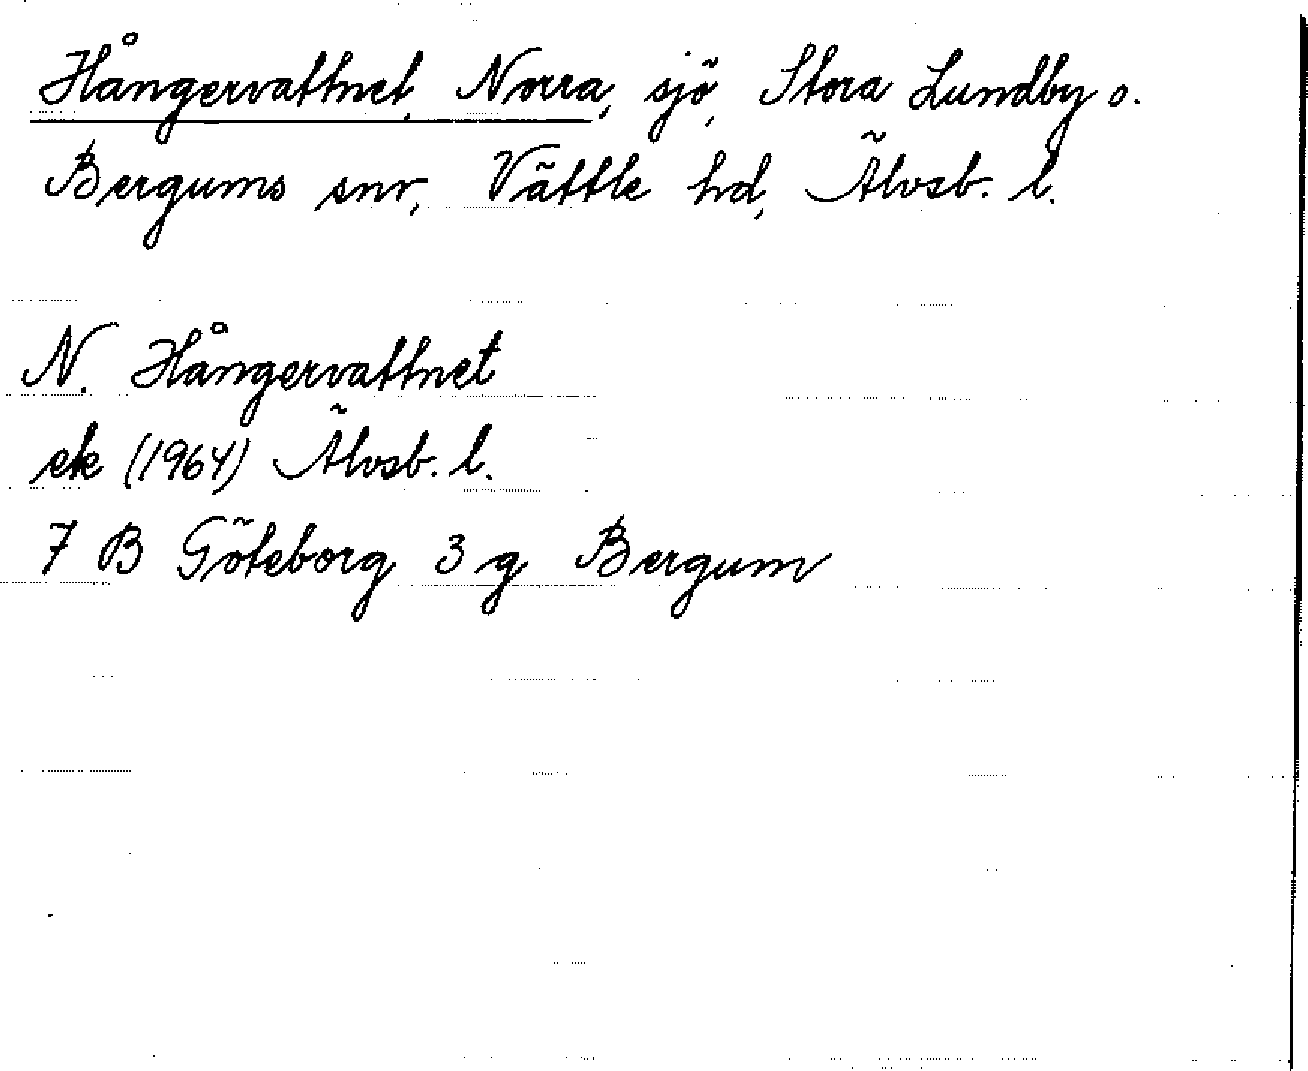 Hångervattnet, Norra, sjö, Stora Lundby o.
Bergums snr, Vättle hd, Älvsb. l.
N. Hångervattnet
ek (1964) Älvsb. l.
7 B Göteborg 3 g Bergum